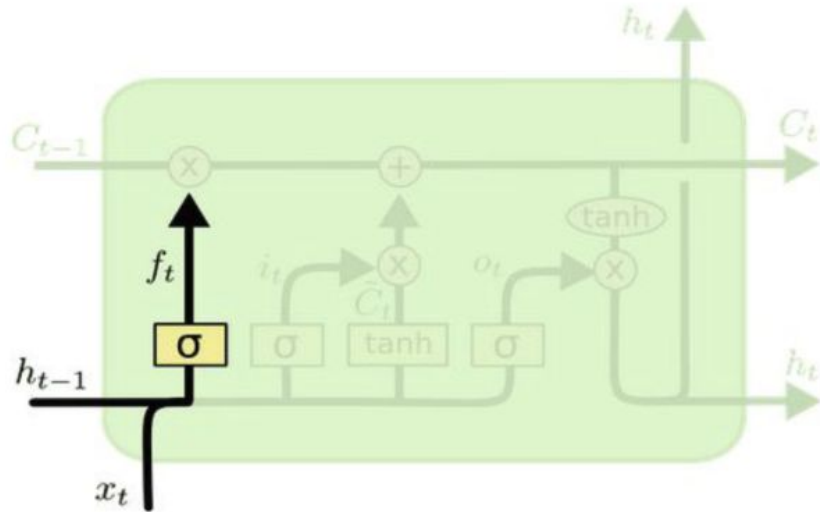 h_t
C_{t-1}
C_t
x
+
tanh
f_t
i_t
x
o_t
x
C̃_t
σ
σ
tanh
σ
h_{t-1}
h_t
x_t